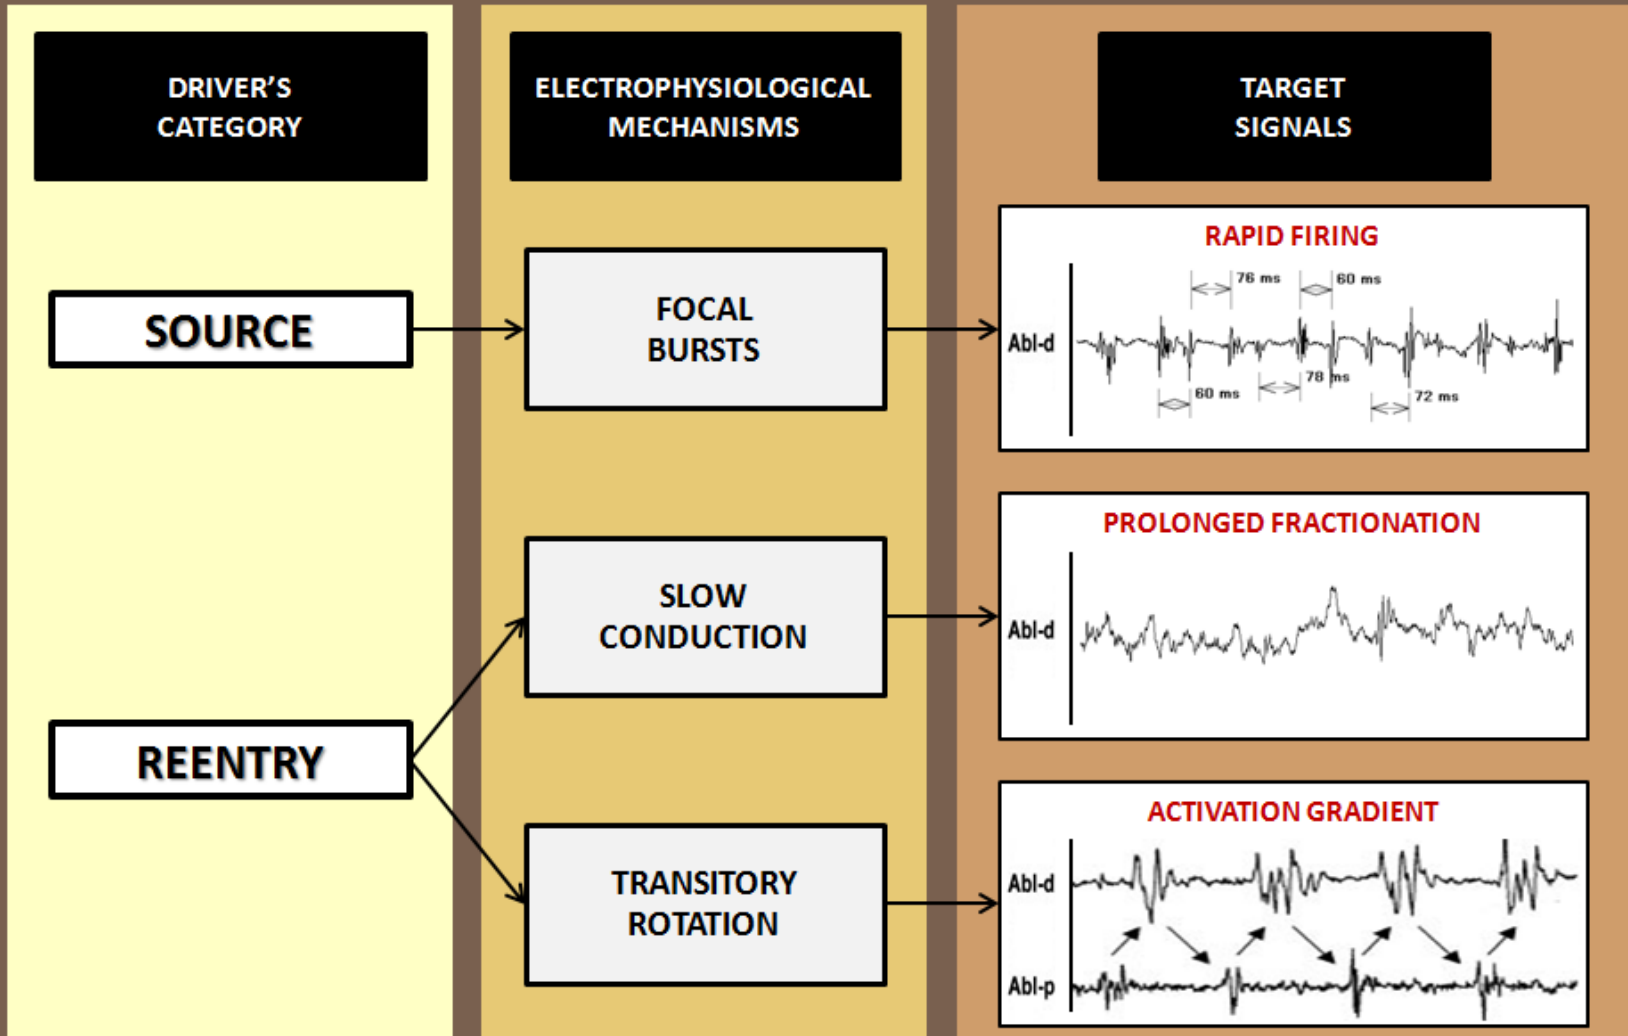 DRIVER'S
CATEGORY
ELECTROPHYSIOLOGICAL
MECHANISMS
TARGET
SIGNALS
SOURCE
FOCAL
BURSTS
RAPID FIRING
76 ms
60 ms
Abl-d
60 ms
78 ms
72 ms
REENTRY
SLOW
CONDUCTION
PROLONGED FRACTIONATION
Abl-d
TRANSITORY
ROTATION
ACTIVATION GRADIENT
Abl-d
Abl-p